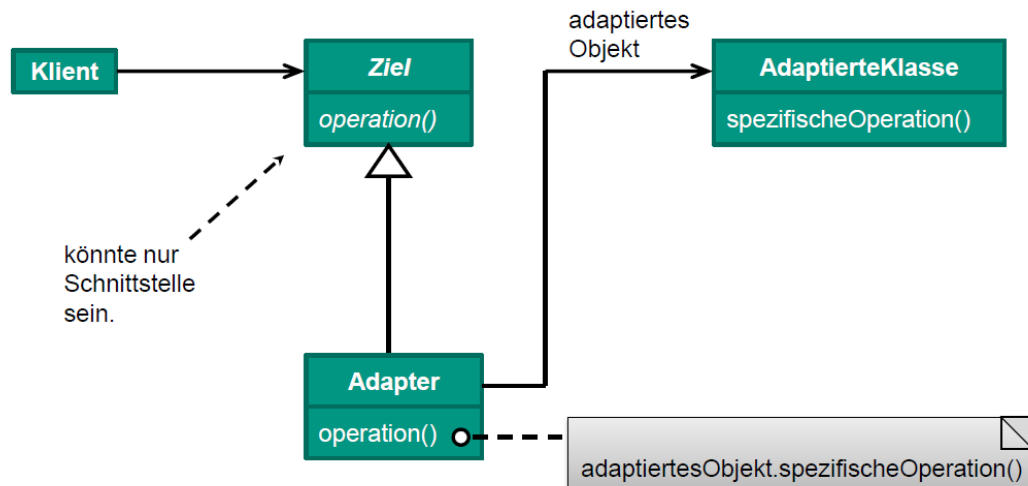 Klient
Ziel
operation()
adaptiertes
Objekt
AdaptierteKlasse
spezifischeOperation()
könnte nur
Schnittstelle
sein.
Adapter
operation()
adaptiertesObjekt.spezifischeOperation()